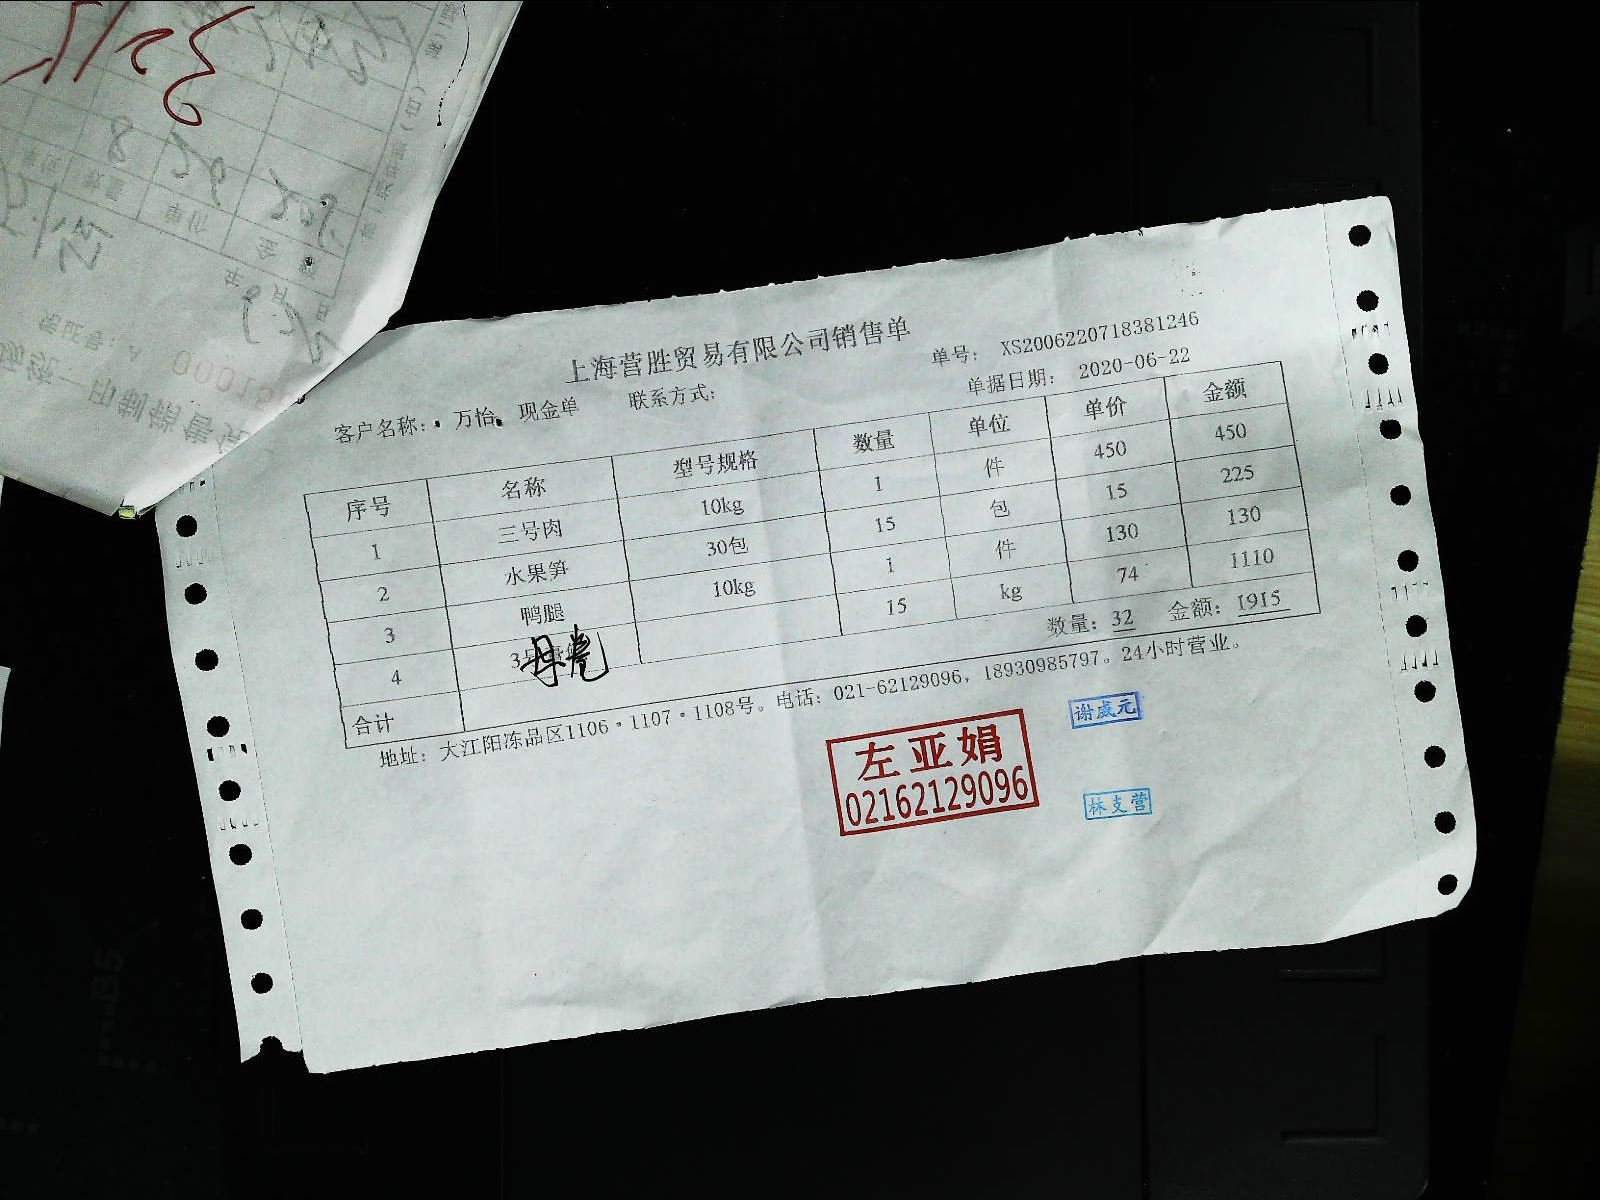 上海营胜贸易有限公司销售单
单号: XS2006220718381246
客户名称: 万怡 现金单 联系方式: 单据日期: 2020-06-22
序号 名称 型号规格 数量 单位 单价 金额
1 三号肉 10kg 1 件 450 450
2 水果笋 30包 15 包 15 225
3 鸭腿 10kg 1 件 130 130
4 15 kg 74 1110
合计 数量: 32 金额: 1915
地址: 大江阳冻品区1106·1107·1108号。电话: 021-62129096, 18930985797。24小时营业。
谢咸元
左亚娟
02162129096
林支营